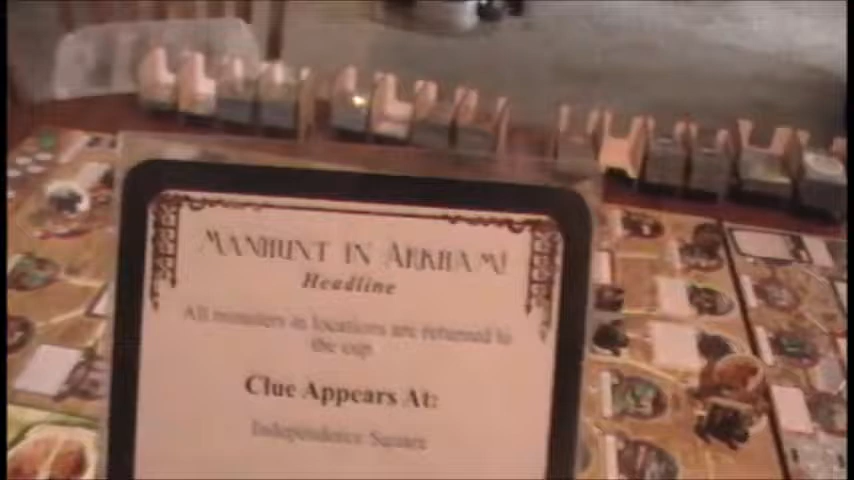 MANHUNT IN ARKHAM!
Headline
All monsters in locations are returned to
the cup
Clue Appears At:
Independence Square